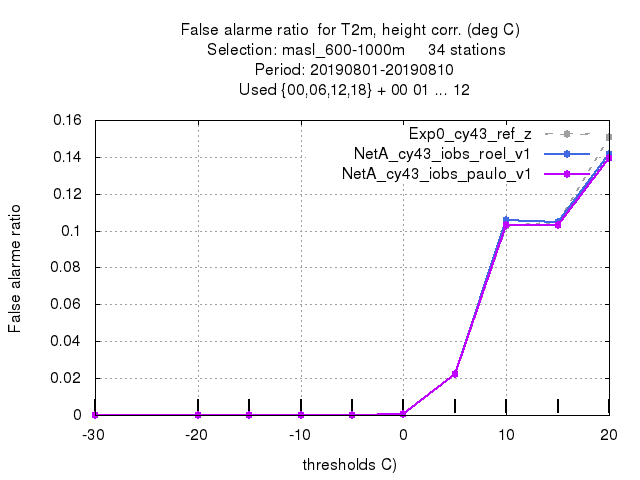 False alarme ratio  for T2m, height corr. (deg C)
Selection: masl_600-1000m     34 stations
Period: 20190801-20190810
Used {00,06,12,18} + 00 01 ... 12
Exp0_cy43_ref_z
NetA_cy43_iobs_roel_v1
NetA_cy43_iobs_paulo_v1
False alarme ratio
0.16
0.14
0.12
0.1
0.08
0.06
0.04
0.02
0
-30 -20 -10 0 10 20
thresholds C)